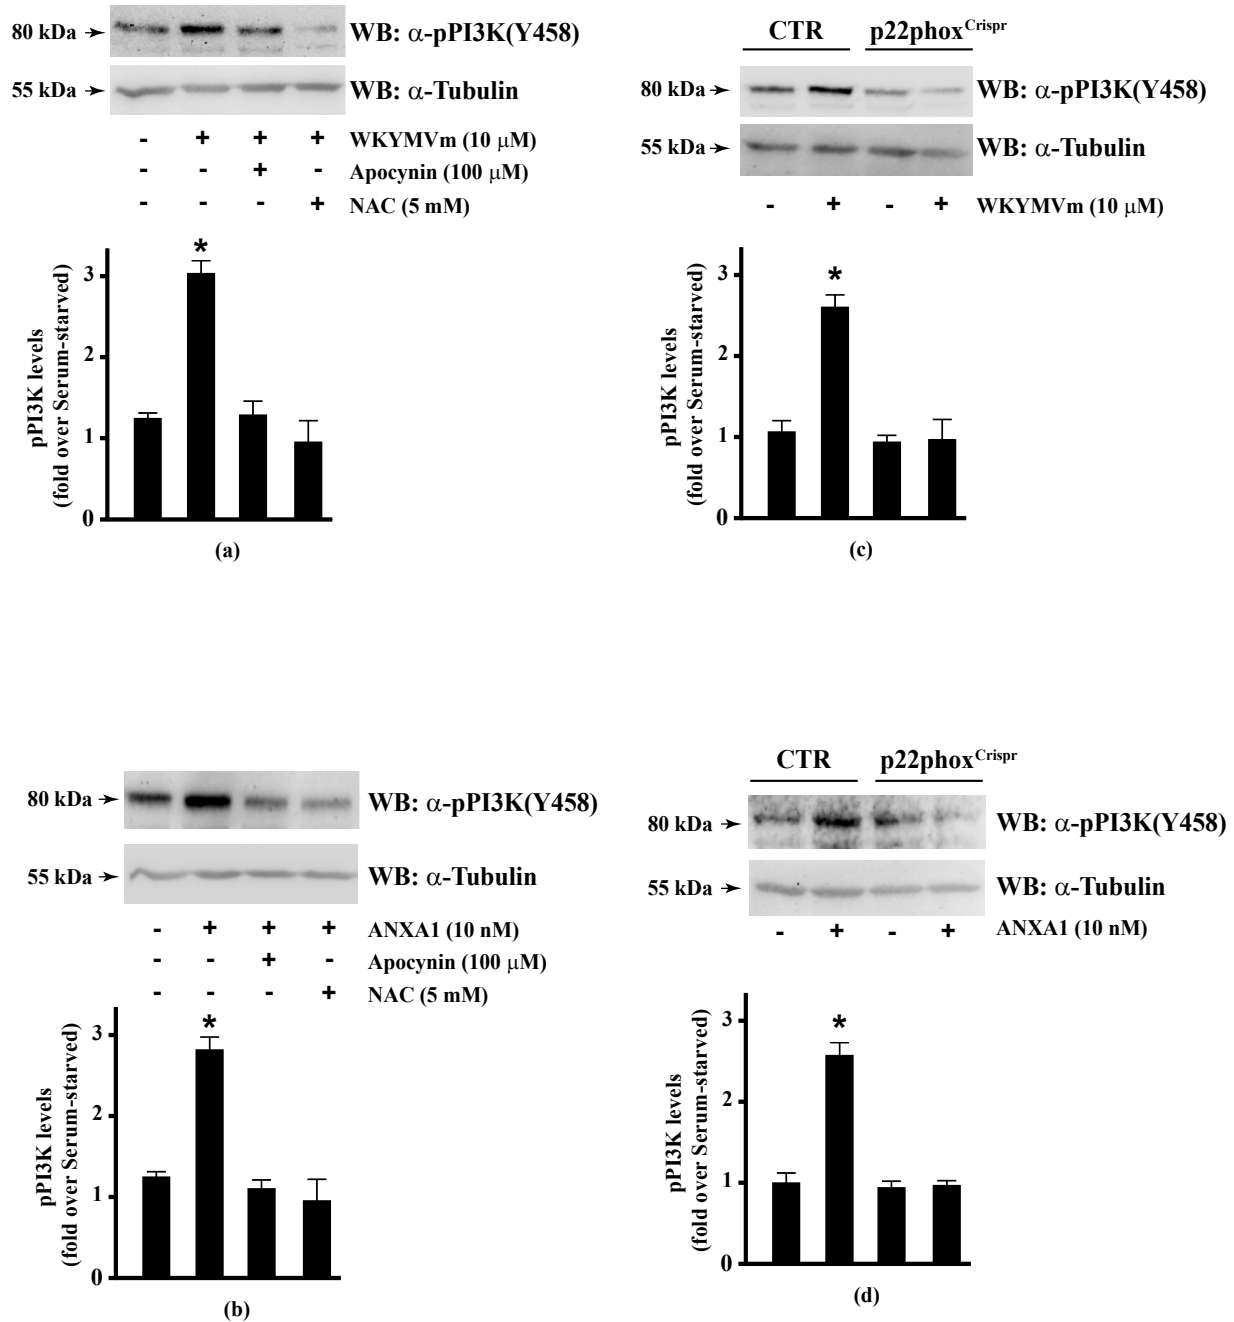 80 kDa → WB: α-pPI3K(Y458)
55 kDa → WB: α-Tubulin
- + + + WKYMVm (10 μM)
- - + - Apocynin (100 μM)
- - - + NAC (5 mM)
*
pPI3K levels
(fold over Serum-starved)
3
2
1
0
(a)
CTR p22phoxCrispr
80 kDa → WB: α-pPI3K(Y458)
55 kDa → WB: α-Tubulin
- + - + WKYMVm (10 μM)
*
pPI3K levels
(fold over Serum-starved)
3
2
1
0
(c)
80 kDa → WB: α-pPI3K(Y458)
55 kDa → WB: α-Tubulin
- + + + ANXA1 (10 nM)
- - + - Apocynin (100 μM)
- - - + NAC (5 mM)
*
pPI3K levels
(fold over Serum-starved)
3
2
1
0
(b)
CTR p22phoxCrispr
80 kDa → WB: α-pPI3K(Y458)
55 kDa → WB: α-Tubulin
- + - + ANXA1 (10 nM)
*
pPI3K levels
(fold over Serum-starved)
3
2
1
0
(d)